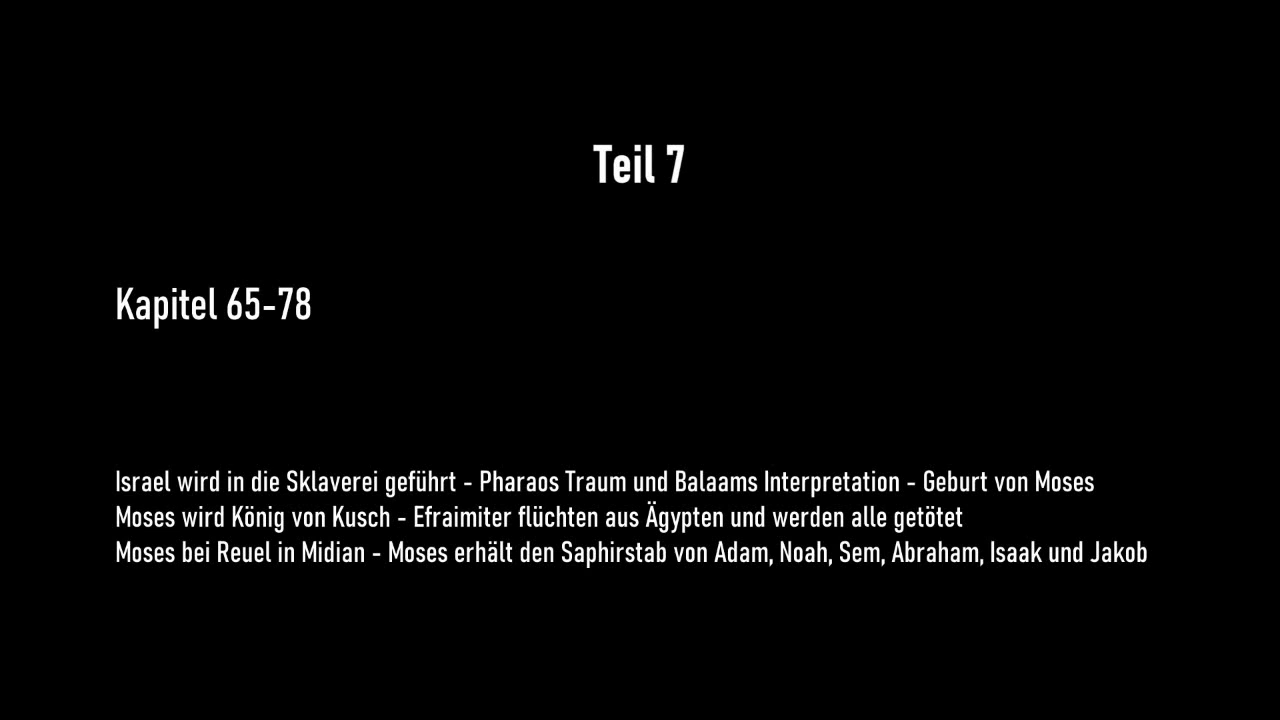 Teil 7
Kapitel 65-78
Israel wird in die Sklaverei geführt - Pharaos Traum und Balaams Interpretation - Geburt von Moses
Moses wird König von Kusch - Efraimiter flüchten aus Ägypten und werden alle getötet
Moses bei Reuel in Midian - Moses erhält den Saphirstab von Adam, Noah, Sem, Abraham, Isaak und Jakob